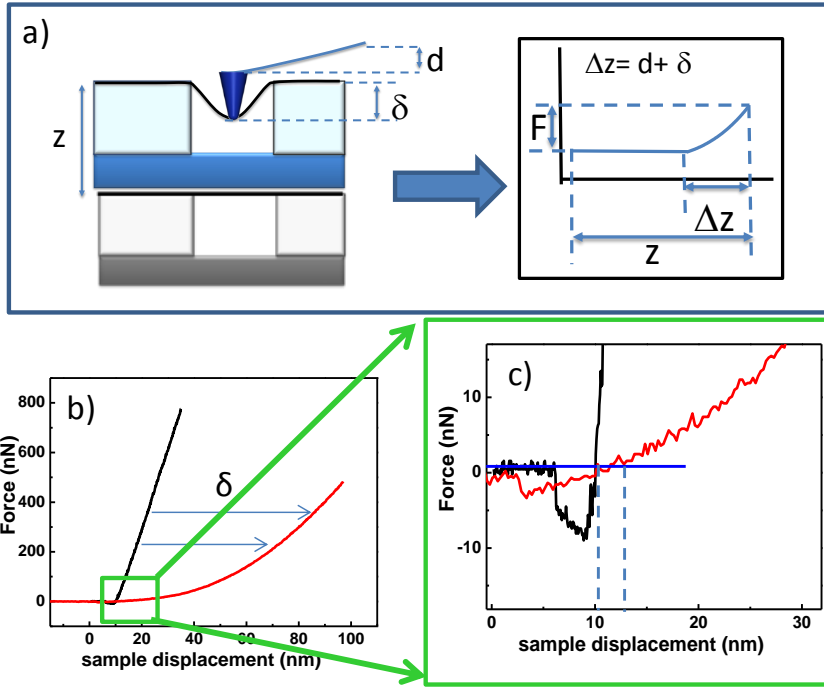 a)
d
δ
z
Δz= d+ δ
F
Δz
z
b)
800
600
400
200
0
δ
Force (nN)
0 20 40 60 80 100
sample displacement (nm)
c)
10
0
-10
Force (nN)
0 10 20 30
sample displacement (nm)